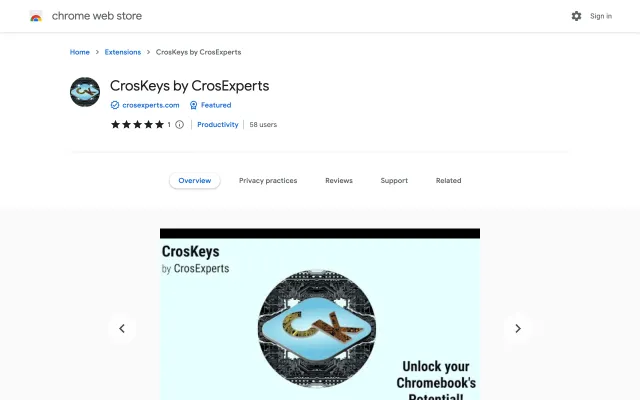 chrome web store
Sign in
Home > Extensions > CrosKeys by CrosExperts
CrosKeys by CrosExperts
crosexperts.com Featured
1 Productivity 58 users
Overview Privacy practices Reviews Support Related
CrosKeys
by CrosExperts
CX
Unlock your
Chromebook's
Potential!